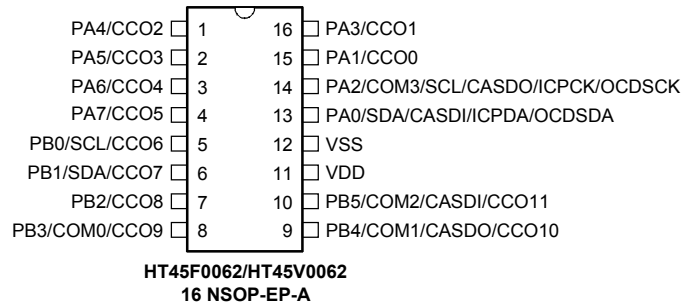 PA4/CCO2 1 16 PA3/CCO1
PA5/CCO3 2 15 PA1/CCO0
PA6/CCO4 3 14 PA2/COM3/SCL/CASDO/ICPCK/OCDSCK
PA7/CCO5 4 13 PA0/SDA/CASDI/ICPDA/OCDSDA
PB0/SCL/CCO6 5 12 VSS
PB1/SDA/CCO7 6 11 VDD
PB2/CCO8 7 10 PB5/COM2/CASDI/CCO11
PB3/COM0/CCO9 8 9 PB4/COM1/CASDO/CCO10
HT45F0062/HT45V0062
16 NSOP-EP-A